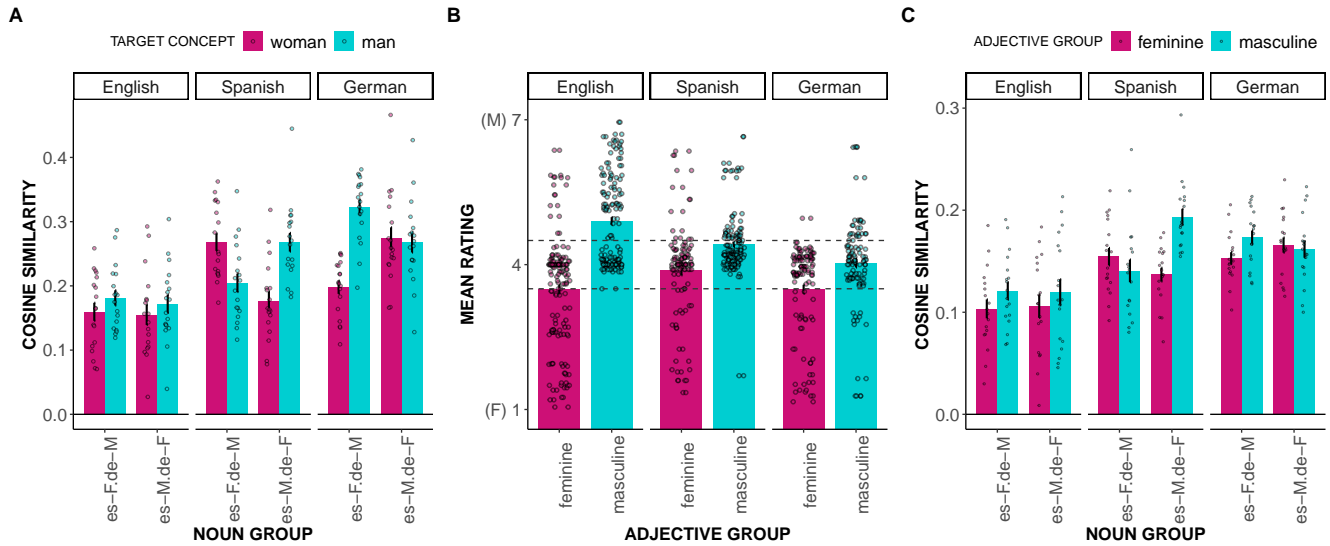 A
TARGET CONCEPT woman man
English Spanish German
COSINE SIMILARITY
0.4
0.3
0.2
0.1
0.0
es−F.de−M es−M.de−F es−F.de−M es−M.de−F es−F.de−M es−M.de−F
NOUN GROUP
B
English Spanish German
MEAN RATING
(M) 7
4
(F) 1
feminine masculine feminine masculine feminine masculine
ADJECTIVE GROUP
C
ADJECTIVE GROUP feminine masculine
English Spanish German
COSINE SIMILARITY
0.3
0.2
0.1
0.0
es−F.de−M es−M.de−F es−F.de−M es−M.de−F es−F.de−M es−M.de−F
NOUN GROUP